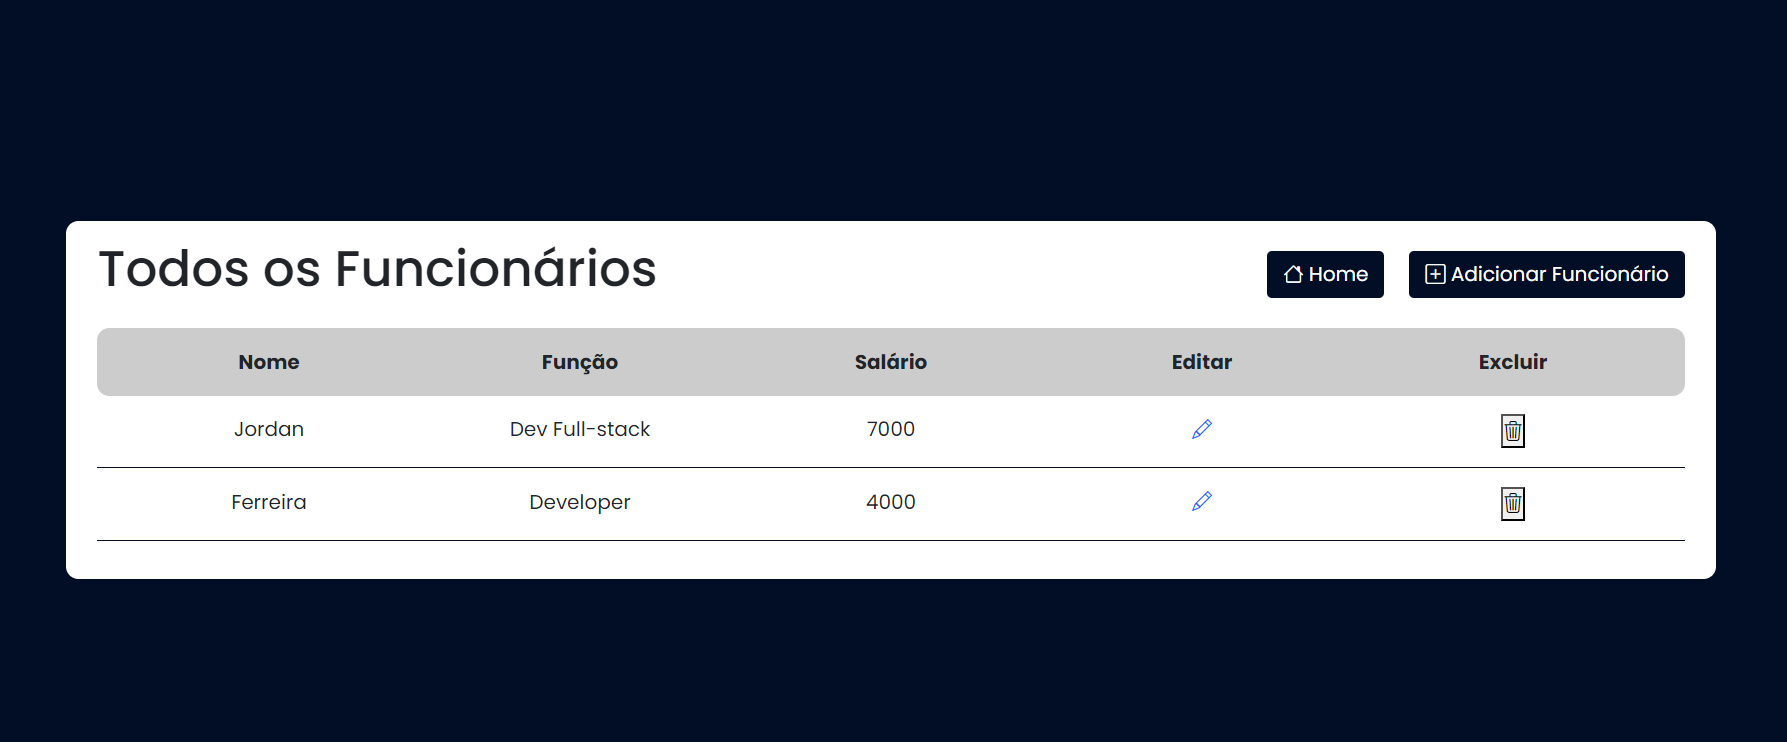 Todos os Funcionários
Home
Adicionar Funcionário
Nome Função Salário Editar Excluir
Jordan Dev Full-stack 7000
Ferreira Developer 4000